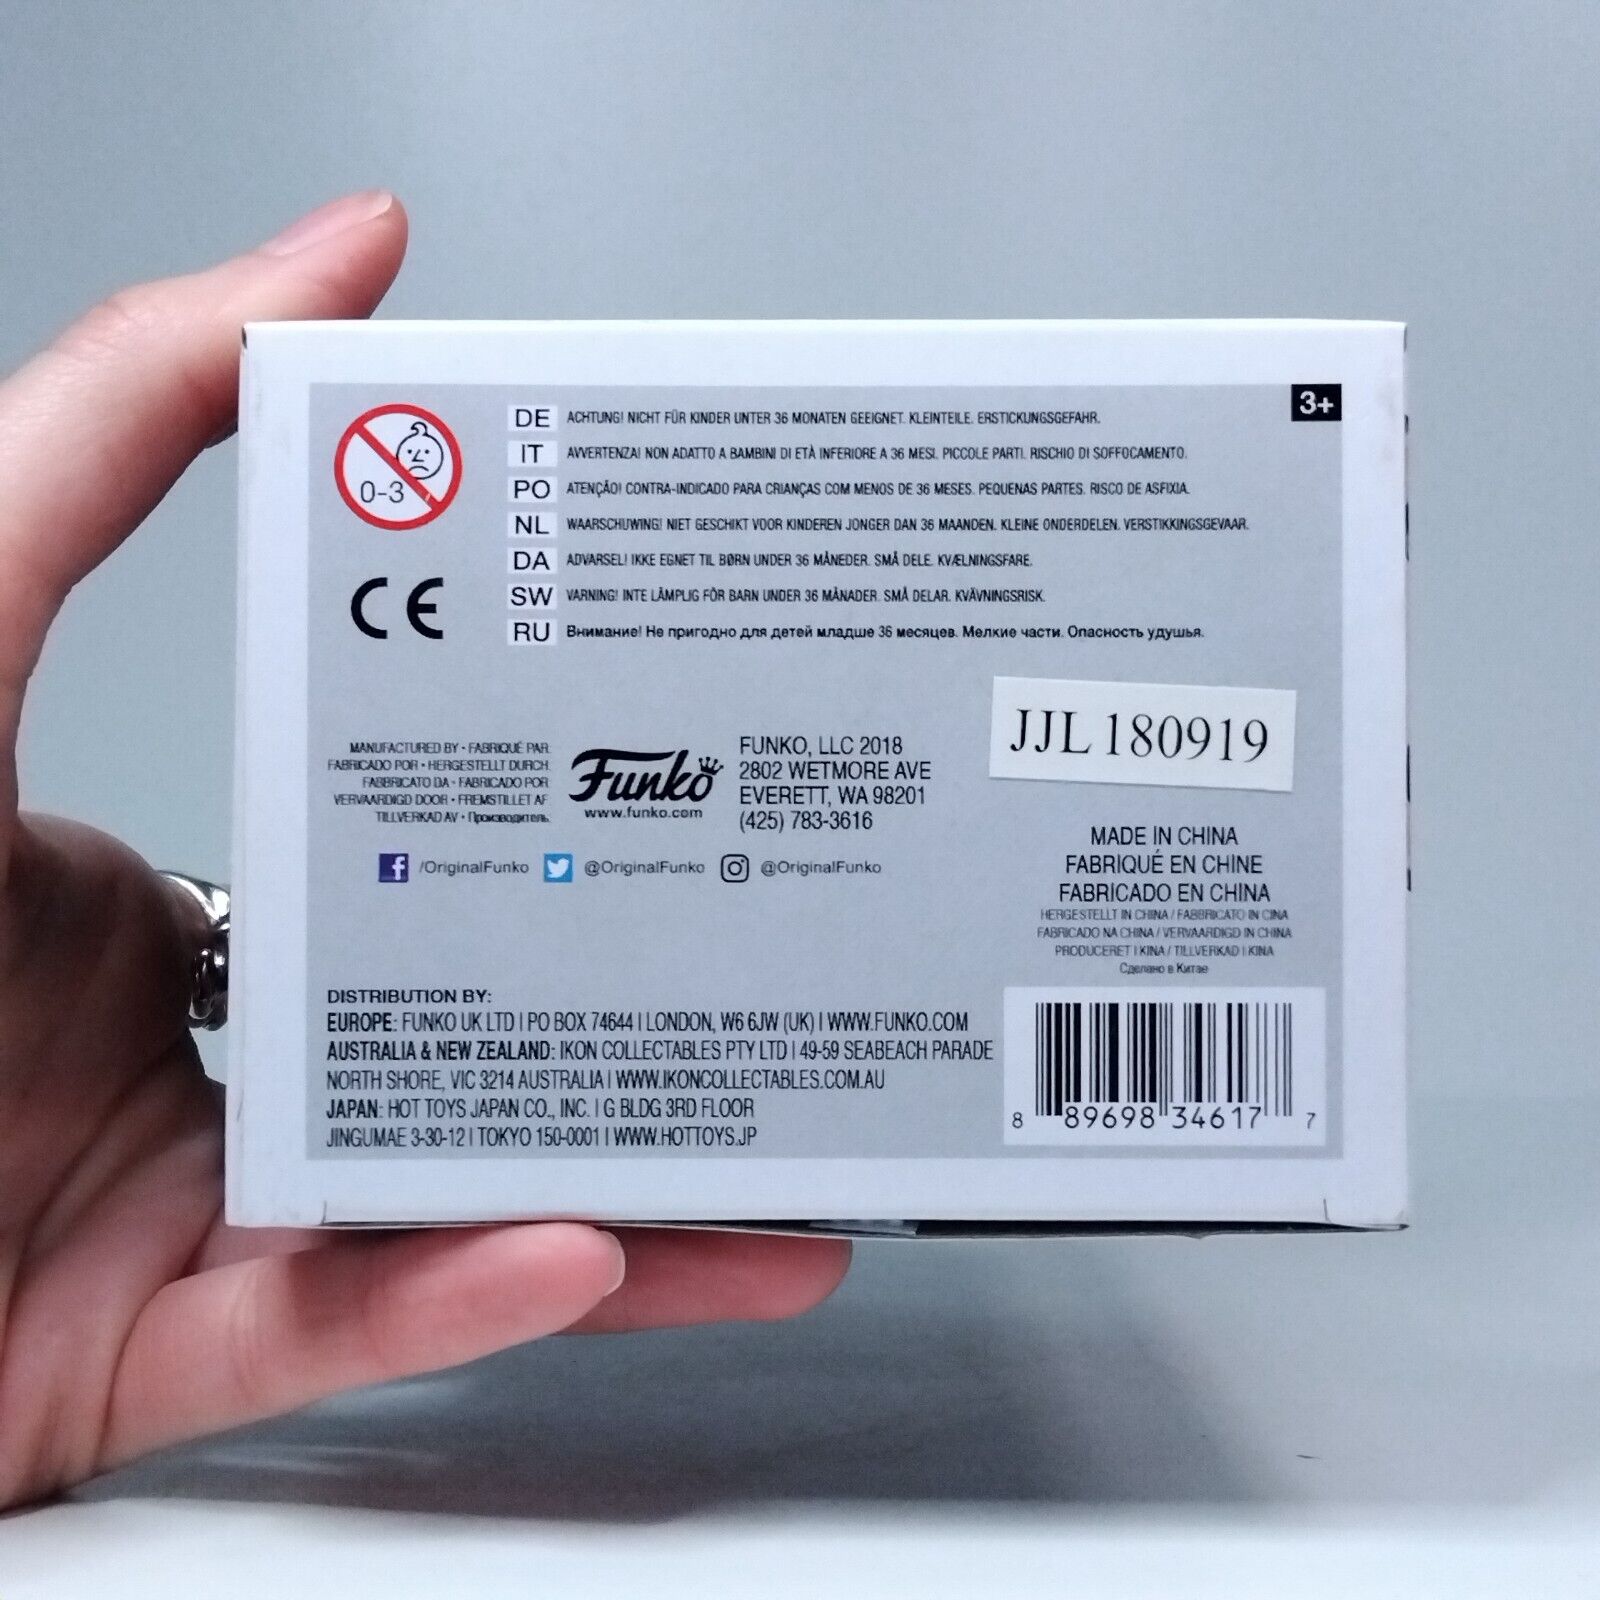 3+
0-3
DE ACHTUNG! NICHT FÜR KINDER UNTER 36 MONATEN GEEIGNET. KLEINTEILE. ERSTICKUNGSGEFAHR.
IT AVVERTENZA! NON ADATTO A BAMBINI DI ETÀ INFERIORE A 36 MESI. PICCOLE PARTI. RISCHIO DI SOFFOCAMENTO.
PO ATENÇÃO! CONTRA-INDICADO PARA CRIANÇAS COM MENOS DE 36 MESES. PEQUENAS PARTES. RISCO DE ASFIXIA.
NL WAARSCHUWING! NIET GESCHIKT VOOR KINDEREN JONGER DAN 36 MAANDEN. KLEINE ONDERDELEN. VERSTIKKINGSGEVAAR.
DA ADVARSEL! IKKE EGNET TIL BØRN UNDER 36 MÅNEDER. SMÅ DELE. KVÆLNINGSFARE.
SW VARNING! INTE LÄMPLIG FÖR BARN UNDER 36 MÅNADER. SMÅ DELAR. KVÄVNINGSRISK.
RU Внимание! Не пригодно для детей младше 36 месяцев. Мелкие части. Опасность удушья.
CE
JJL 180919
MANUFACTURED BY • FABRIQUÉ PAR
FABRICADO POR • HERGESTELLT DURCH
FABBRICATO DA • FABRICADO POR
VERVAARDIGD DOOR • FREMSTILLET AF
TILLVERKAD AV • Производитель
Funko
www.funko.com
FUNKO, LLC 2018
2802 WETMORE AVE
EVERETT, WA 98201
(425) 783-3616
/OriginalFunko @OriginalFunko @OriginalFunko
MADE IN CHINA
FABRIQUÉ EN CHINE
FABRICADO EN CHINA
HERGESTELLT IN CHINA / FABBRICATO IN CINA
FABRICADO NA CHINA / VERVAARDIGD IN CHINA
PRODUCERET I KINA / TILLVERKAD I KINA
Сделано в Китае
DISTRIBUTION BY:
EUROPE: FUNKO UK LTD | PO BOX 74644 | LONDON, W6 6JW (UK) | WWW.FUNKO.COM
AUSTRALIA & NEW ZEALAND: IKON COLLECTABLES PTY LTD | 49-59 SEABEACH PARADE
NORTH SHORE, VIC 3214 AUSTRALIA | WWW.IKONCOLLECTABLES.COM.AU
JAPAN: HOT TOYS JAPAN CO., INC. | G BLDG 3RD FLOOR
JINGUMAE 3-30-12 | TOKYO 150-0001 | WWW.HOTTOYS.JP
8 89698 34617 7